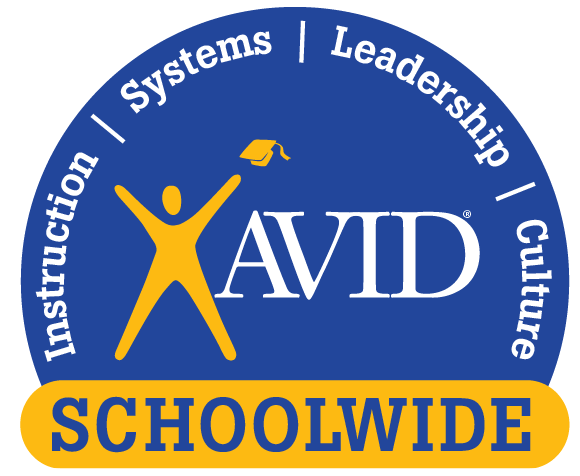 Instruction | Systems | Leadership | Culture
AVID®
SCHOOLWIDE